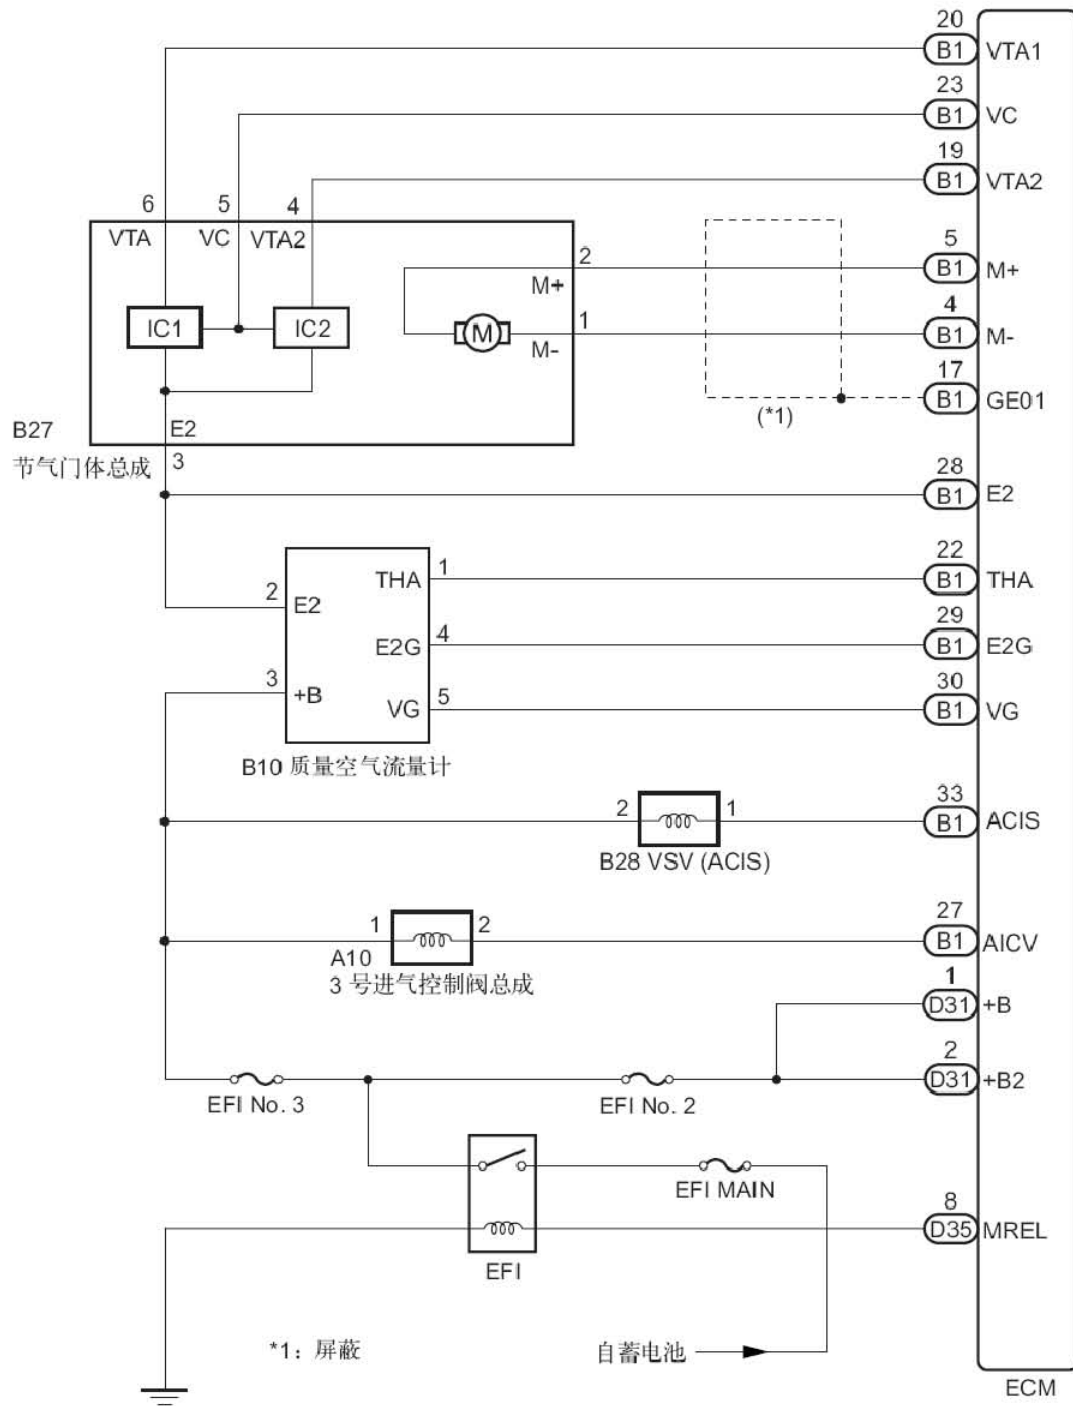 20
B1 VTA1
23
B1 VC
19
B1 VTA2
6 5 4
VTA VC VTA2
5
2
B1 M+
M+
IC1 IC2 M
4
1
B1 M-
M-
17
B1 GE01
(*1)
B27
E2
节气门体总成 3
28
B1 E2
22
THA 1
B1 THA
2 E2
29
E2G 4
B1 E2G
3 +B
30
VG 5
B1 VG
B10 质量空气流量计
33
2 1
B1 ACIS
B28 VSV (ACIS)
27
1 2
B1 AICV
A10
3 号进气控制阀总成
1
D31 +B
2
D31 +B2
EFI No. 3 EFI No. 2
EFI MAIN
8
D35 MREL
EFI
*1: 屏蔽
自蓄电池
ECM